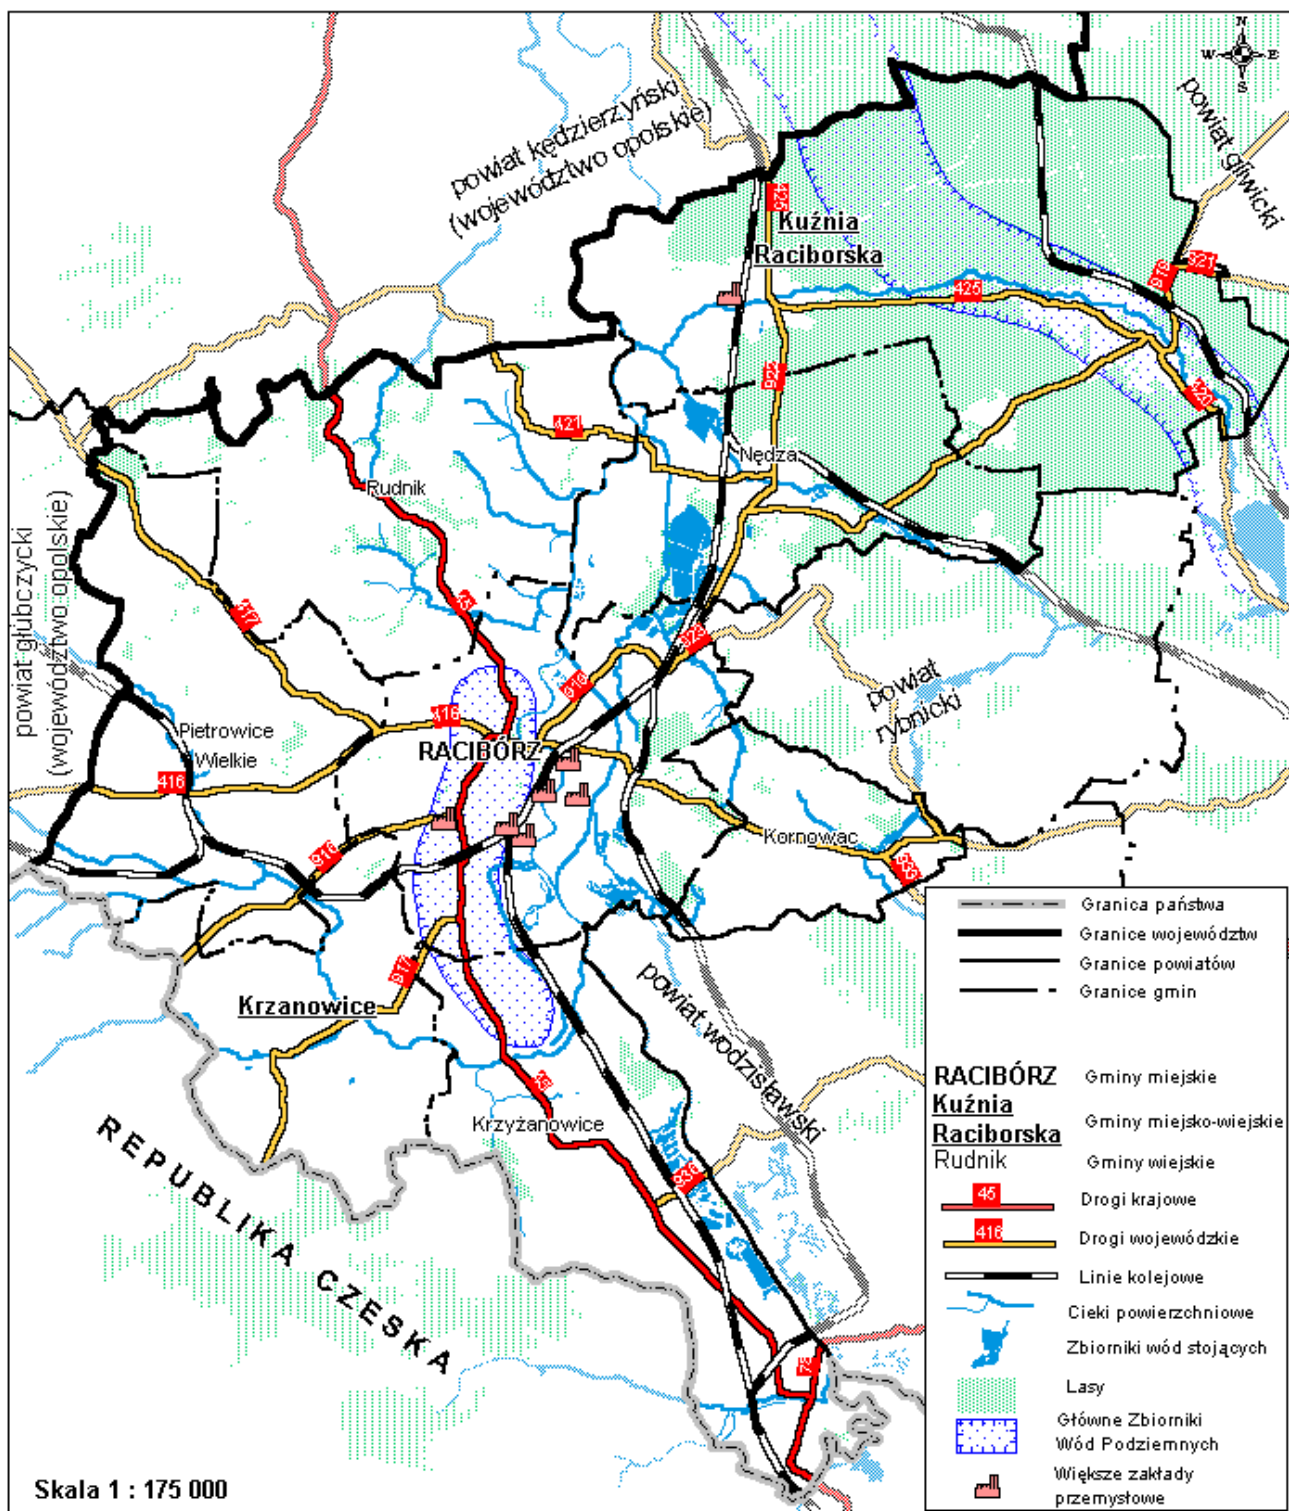 N
W E
S
powiat kędzierzyński
(województwo opolskie)
powiat gliwicki
425
Kuźnia
Raciborska
919
921
425
922
920
421
Nędza
Rudnik
powiat głubczycki
(województwo opolskie)
417
45
923
919
powiat
rybnicki
416
Pietrowice
Wielkie
RACIBÓRZ
416
Kornowac
916
933
917
Krzanowice
powiat wodzisławski
45
Krzyżanowice
936
REPUBLIKA CZESKA
78
Granica państwa
Granice województw
Granice powiatów
Granice gmin
RACIBÓRZ Gminy miejskie
Kuźnia
Raciborska Gminy miejsko-wiejskie
Rudnik Gminy wiejskie
45 Drogi krajowe
416 Drogi wojewódzkie
Linie kolejowe
Cieki powierzchniowe
Zbiorniki wód stojących
Lasy
Główne Zbiorniki
Wód Podziemnych
Większe zakłady
przemysłowe
Skala 1 : 175 000